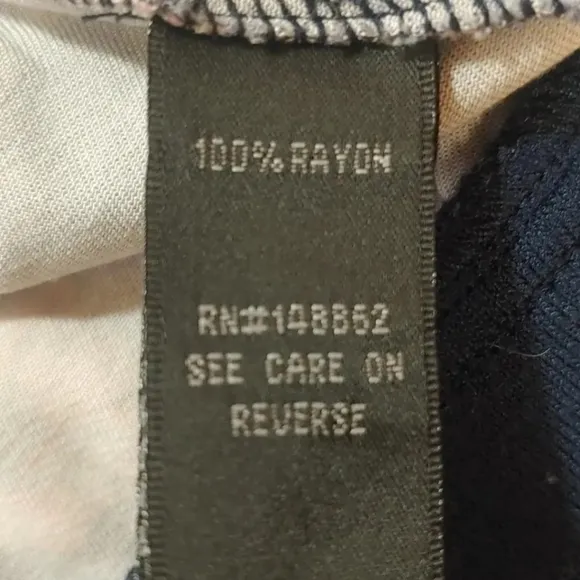 100% RAYON
RN#148862
SEE CARE ON
REVERSE